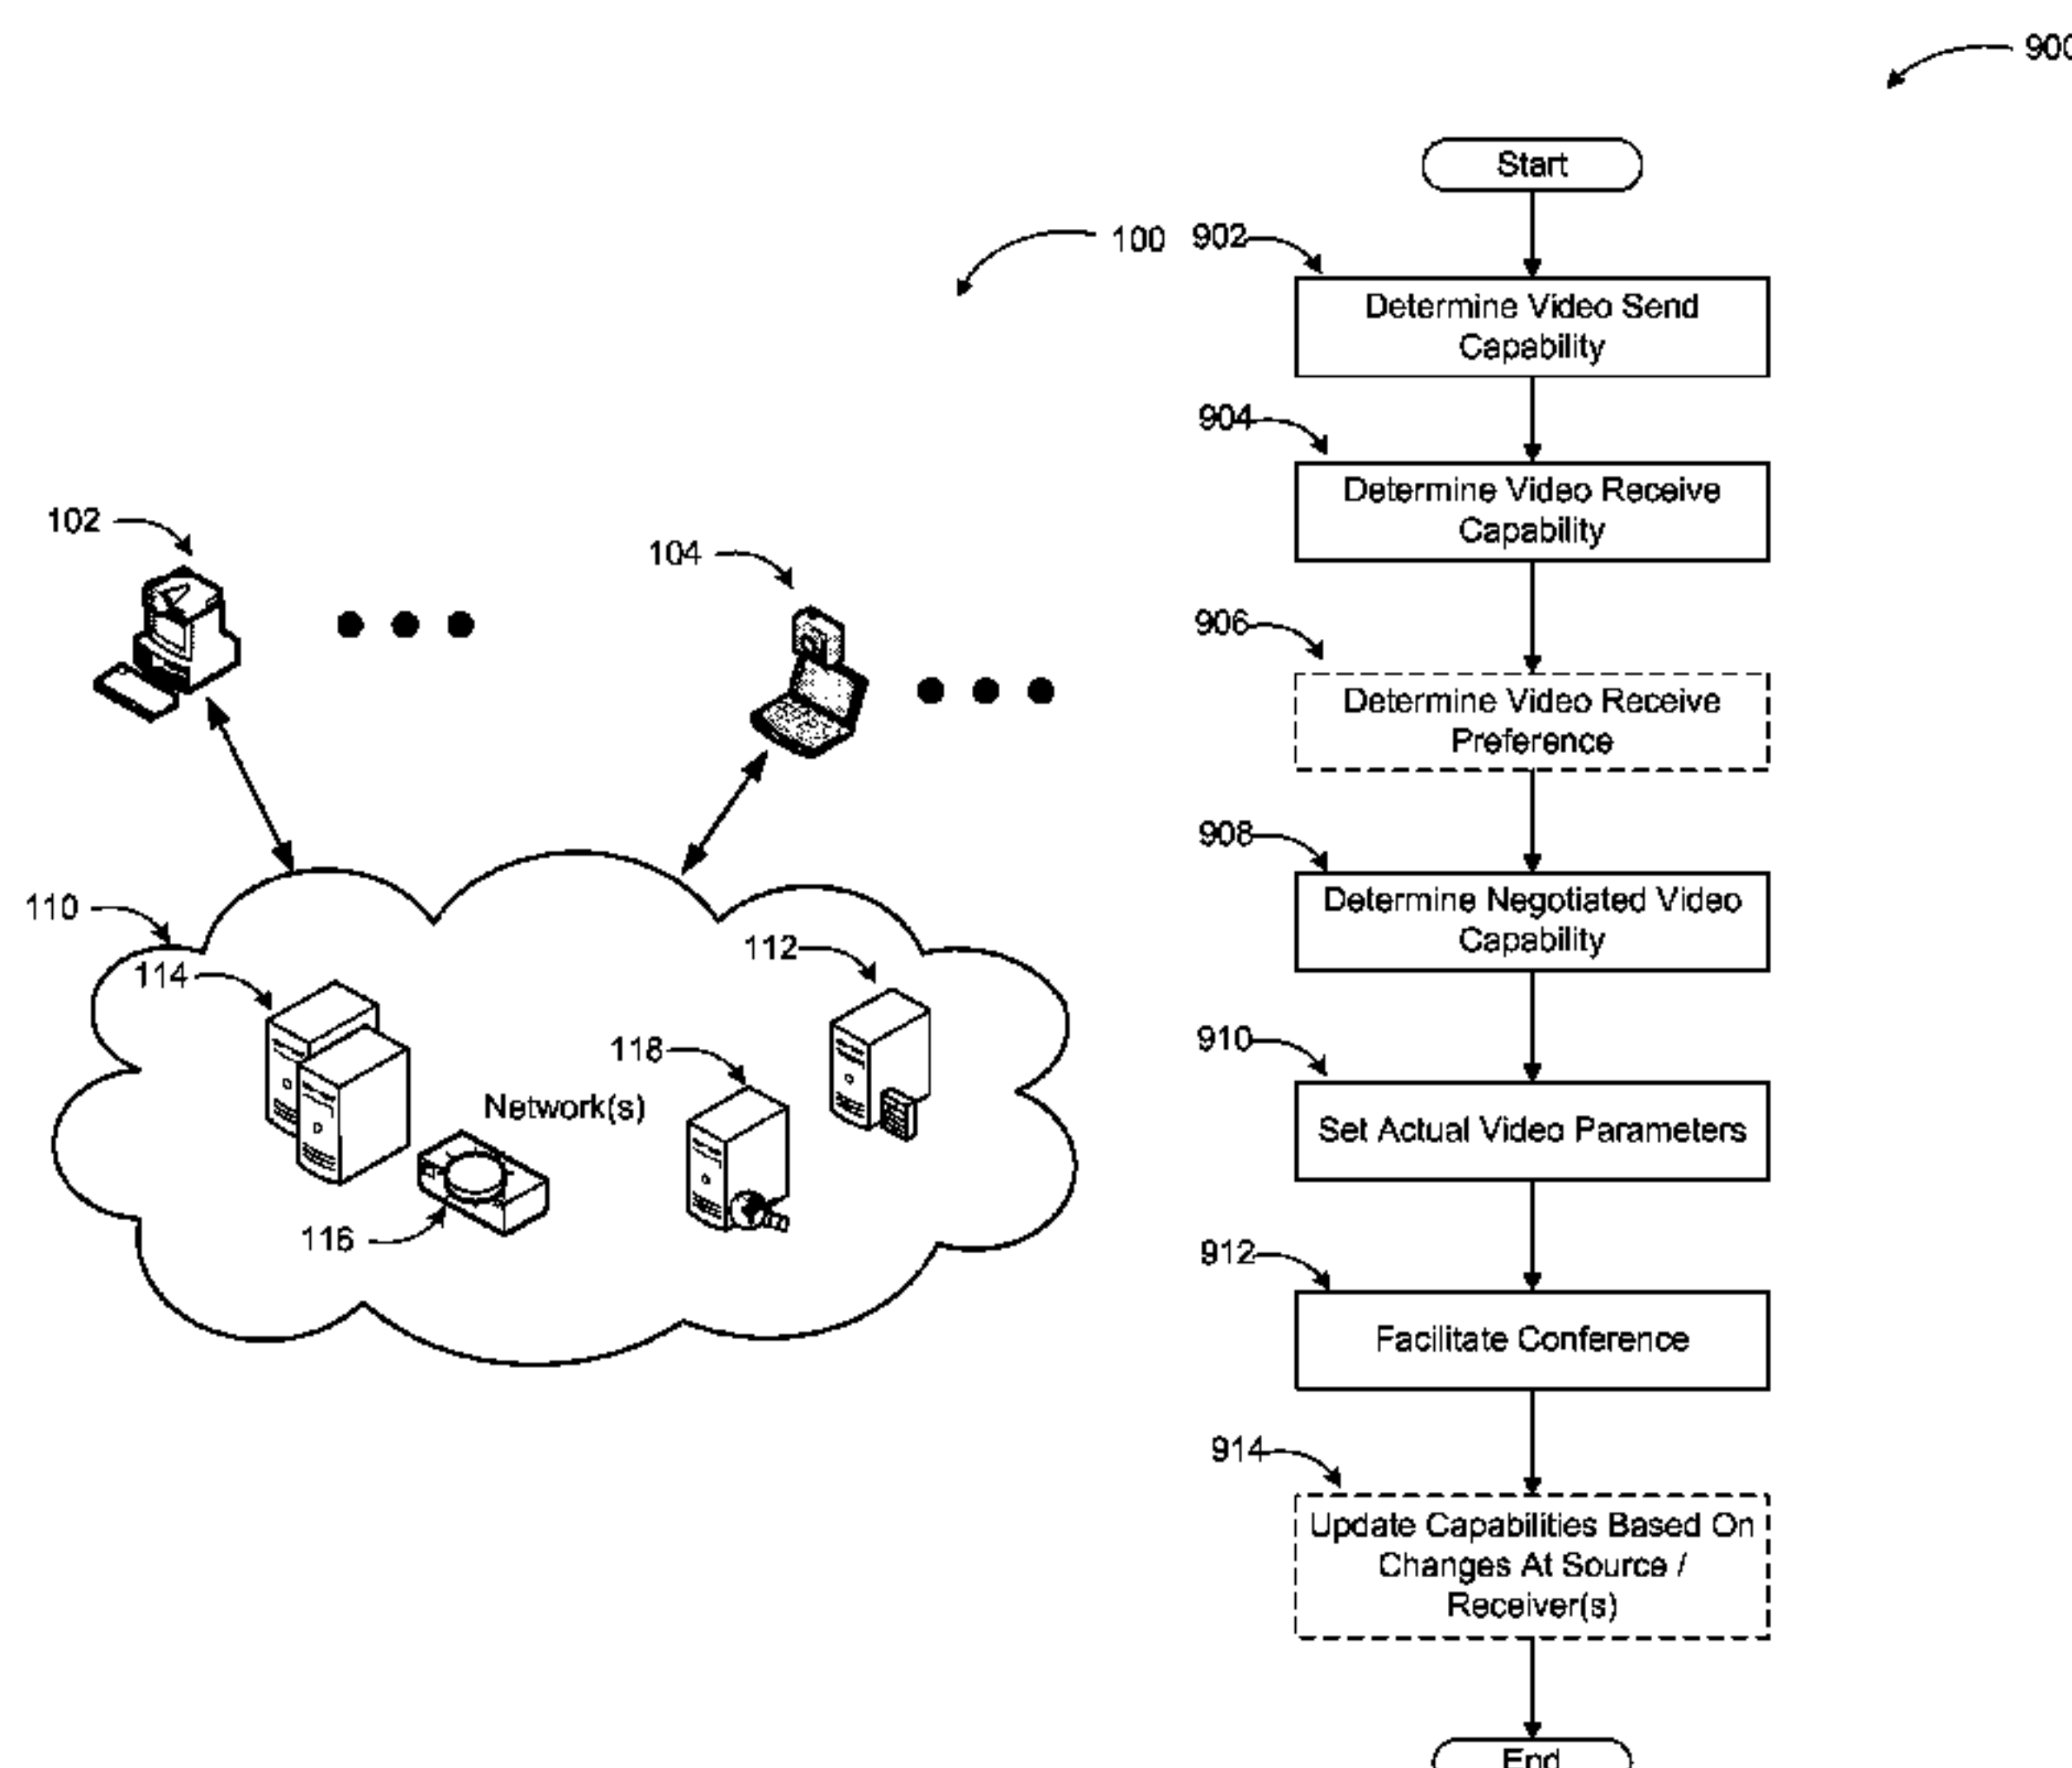 900
Start
100
902
Determine Video Send
Capability
904
Determine Video Receive
Capability
102
104
906
Determine Video Receive
Preference
908
Determine Negotiated Video
Capability
110
114
112
118
Network(s)
116
910
Set Actual Video Parameters
912
Facilitate Conference
914
Update Capabilities Based On
Changes At Source /
Receiver(s)
End